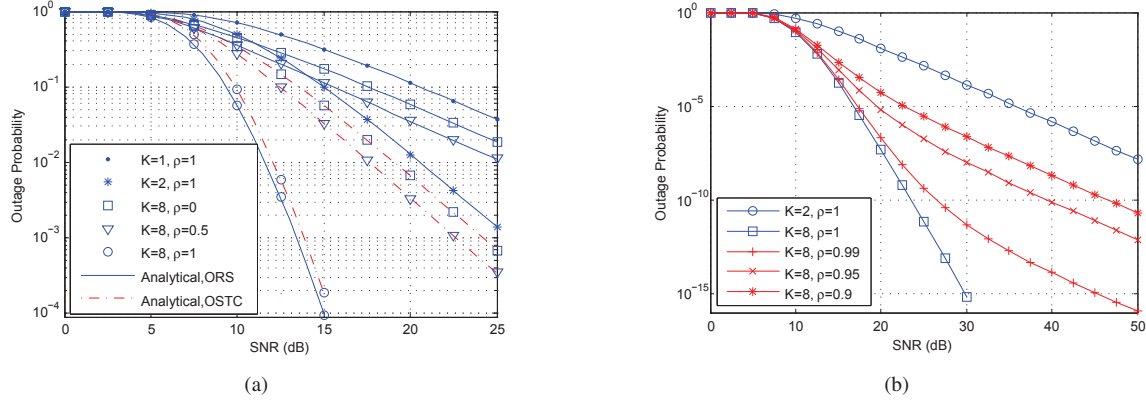 10^0
10^-1
10^-2
10^-3
10^-4
Outage Probability
K=1, ρ=1
K=2, ρ=1
K=8, ρ=0
K=8, ρ=0.5
K=8, ρ=1
Analytical,ORS
Analytical,OSTC
0 5 10 15 20 25
SNR (dB)
(a)
10^0
10^-5
10^-10
10^-15
Outage Probability
K=2, ρ=1
K=8, ρ=1
K=8, ρ=0.99
K=8, ρ=0.95
K=8, ρ=0.9
0 10 20 30 40 50
SNR (dB)
(b)